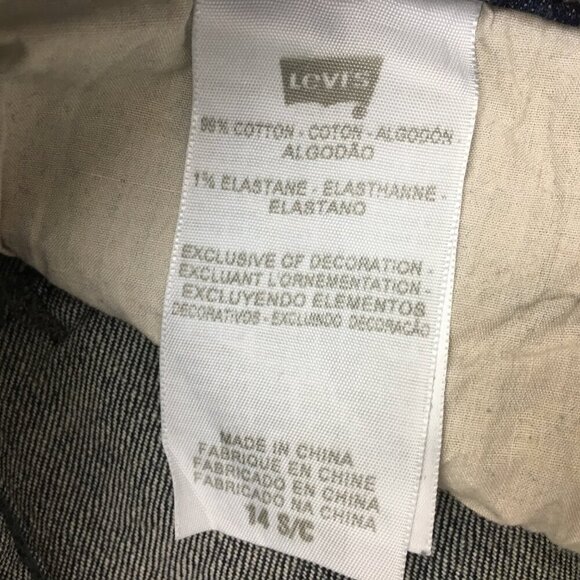 LEVI'S
99% COTTON - COTON - ALGODÓN
ALGODÃO
1% ELASTANE - ELASTHANNE -
ELASTANO
EXCLUSIVE OF DECORATION -
EXCLUANT L'ORNEMENTATION -
EXCLUYENDO ELEMENTOS
DECORATIVOS - EXCLUINDO DECORAÇÃO
MADE IN CHINA
FABRIQUE EN CHINE
FABRICADO EN CHINA
FABRICADO NA CHINA
14 S/C